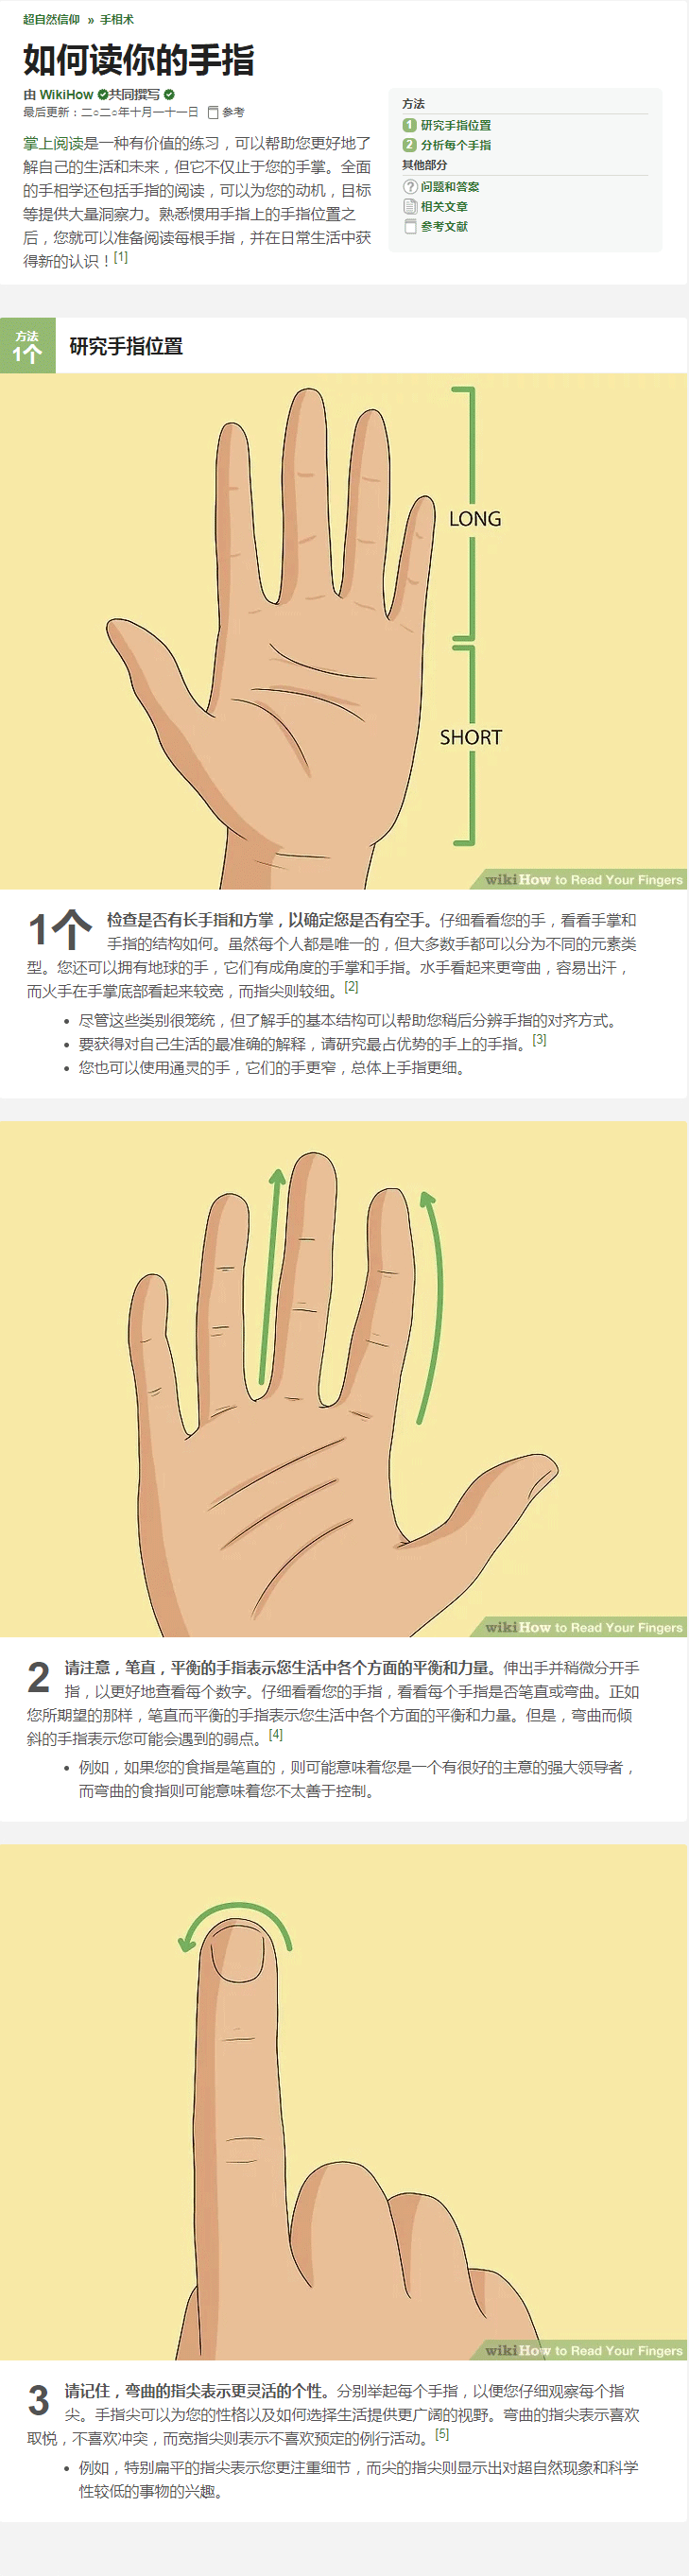 超自然信仰 » 手相术
如何读你的手指
由 WikiHow 共同撰写
最后更新：二○二○年十月一十一日 参考
掌上阅读是一种有价值的练习，可以帮助您更好地了
解自己的生活和未来，但它不仅止于您的手掌。全面
的手相学还包括手指的阅读，可以为您的动机，目标
等提供大量洞察力。熟悉惯用手指上的手指位置之
后，您就可以准备阅读每根手指，并在日常生活中获
得新的认识！[1]
方法
1 研究手指位置
2 分析每个手指
其他部分
? 问题和答案
相关文章
参考文献
方法
1个
研究手指位置
LONG
SHORT
wikiHow to Read Your Fingers
1个 检查是否有长手指和方掌，以确定您是否有空手。仔细看看您的手，看看手掌和
手指的结构如何。虽然每个人都是唯一的，但大多数手都可以分为不同的元素类
型。您还可以拥有地球的手，它们有成角度的手掌和手指。水手看起来更弯曲，容易出汗，
而火手在手掌底部看起来较宽，而指尖则较细。[2]
• 尽管这些类别很笼统，但了解手的基本结构可以帮助您稍后分辨手指的对齐方式。
• 要获得对自己生活的最准确的解释，请研究最占优势的手上的手指。[3]
• 您也可以使用通灵的手，它们的手更窄，总体上手指更细。
wikiHow to Read Your Fingers
2 请注意，笔直，平衡的手指表示您生活中各个方面的平衡和力量。伸出手并稍微分开手
指，以更好地查看每个数字。仔细看看您的手指，看看每个手指是否笔直或弯曲。正如
您所期望的那样，笔直而平衡的手指表示您生活中各个方面的平衡和力量。但是，弯曲而倾
斜的手指表示您可能会遇到的弱点。[4]
• 例如，如果您的食指是笔直的，则可能意味着您是一个有很好的主意的强大领导者，
而弯曲的食指则可能意味着您不太善于控制。
wikiHow to Read Your Fingers
3 请记住，弯曲的指尖表示更灵活的个性。分别举起每个手指，以便您仔细观察每个指
尖。手指尖可以为您的性格以及如何选择生活提供更广阔的视野。弯曲的指尖表示喜欢
取悦，不喜欢冲突，而宽指尖则表示不喜欢预定的例行活动。[5]
• 例如，特别扁平的指尖表示您更注重细节，而尖的指尖则显示出对超自然现象和科学
性较低的事物的兴趣。